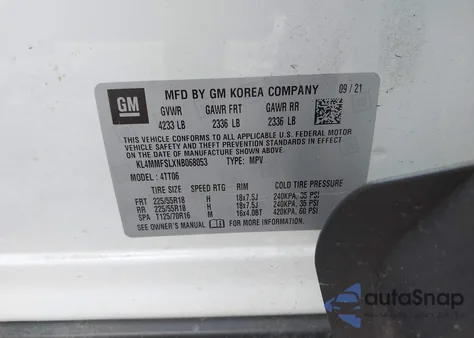 GM
MFD BY GM KOREA COMPANY 09/21
GVWR GAWR FRT GAWR RR
4233 LB 2336 LB 2336 LB
THIS VEHICLE CONFORMS TO ALL APPLICABLE U.S. FEDERAL MOTOR
VEHICLE SAFETY, BUMPER, AND THEFT PREVENTION STANDARDS
IN EFFECT ON THE DATE OF MANUFACTURE SHOWN ABOVE.
KL4MMFSLXNB068053 TYPE: MPV
MODEL: 4TT06
SPEED RTG RIM COLD TIRE PRESSURE
FRT 225/55R18 H 18x7.5J 240KPA, 35 PSI
RR 225/55R18 H 18x7.5J 240KPA, 35 PSI
SPA T125/70R16 M 16x4.0BT 420KPA, 60 PSI
SEE OWNER'S MANUAL FOR MORE INFORMATION.
autoSnap